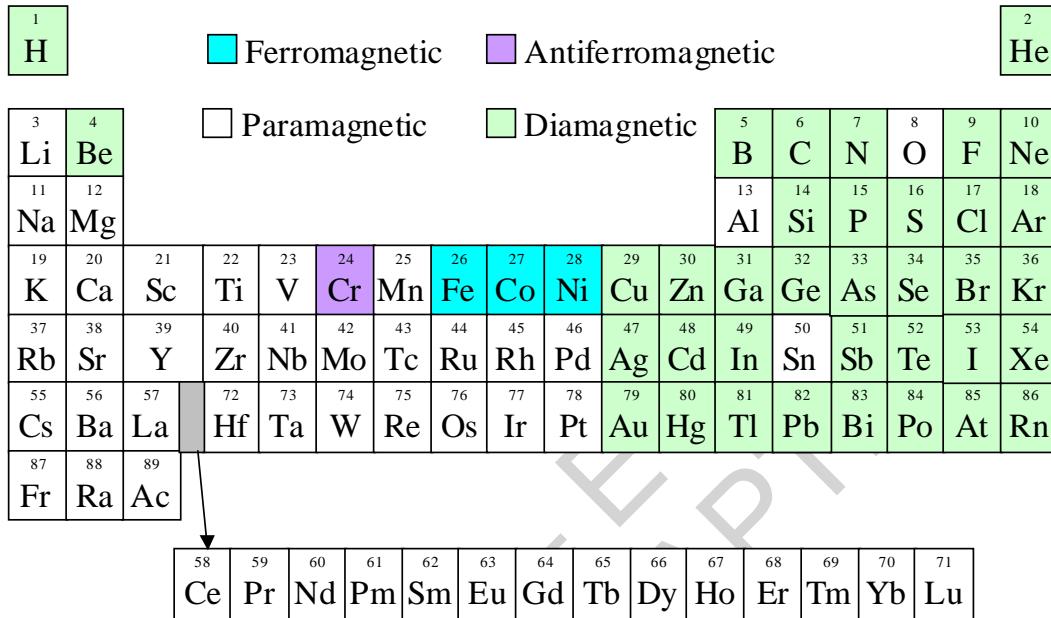 1 2
H Ferromagnetic Antiferromagnetic He
3 4 Paramagnetic Diamagnetic 5 6 7 8 9 10
Li Be B C N O F Ne
11 12 13 14 15 16 17 18
Na Mg Al Si P S Cl Ar
19 20 21 22 23 24 25 26 27 28 29 30 31 32 33 34 35 36
K Ca Sc Ti V Cr Mn Fe Co Ni Cu Zn Ga Ge As Se Br Kr
37 38 39 40 41 42 43 44 45 46 47 48 49 50 51 52 53 54
Rb Sr Y Zr Nb Mo Tc Ru Rh Pd Ag Cd In Sn Sb Te I Xe
55 56 57 72 73 74 75 76 77 78 79 80 81 82 83 84 85 86
Cs Ba La Hf Ta W Re Os Ir Pt Au Hg Tl Pb Bi Po At Rn
87 88 89
Fr Ra Ac
58 59 60 61 62 63 64 65 66 67 68 69 70 71
Ce Pr Nd Pm Sm Eu Gd Tb Dy Ho Er Tm Yb Lu